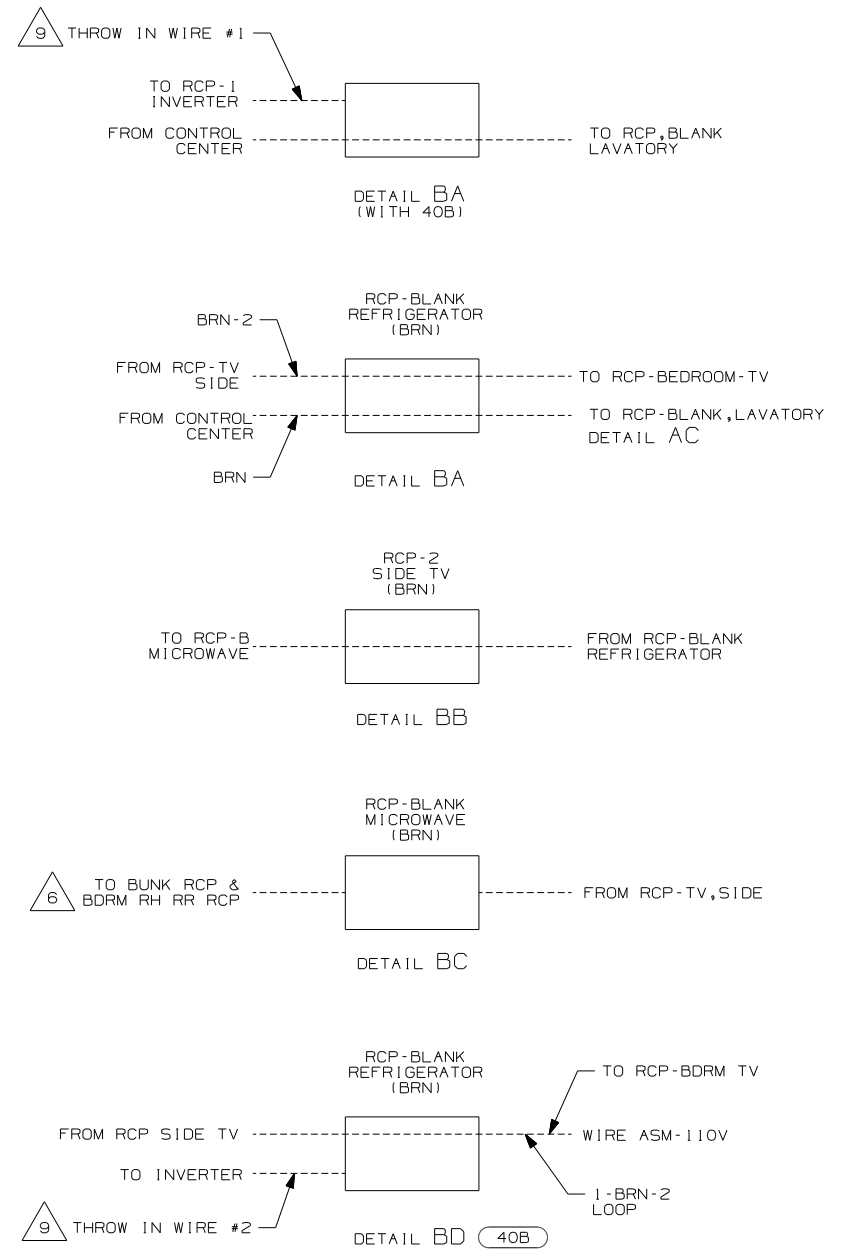 9 THROW IN WIRE #1
TO RCP-1
INVERTER
FROM CONTROL
CENTER
TO RCP,BLANK
LAVATORY
DETAIL BA
(WITH 40B)
RCP-BLANK
REFRIGERATOR
(BRN)
BRN-2
FROM RCP-TV
SIDE
TO RCP-BEDROOM-TV
FROM CONTROL
CENTER
TO RCP-BLANK,LAVATORY
DETAIL AC
BRN
DETAIL BA
RCP-2
SIDE TV
(BRN)
TO RCP-B
MICROWAVE
FROM RCP-BLANK
REFRIGERATOR
DETAIL BB
RCP-BLANK
MICROWAVE
(BRN)
6 TO BUNK RCP &
BDRM RH RR RCP
FROM RCP-TV,SIDE
DETAIL BC
RCP-BLANK
REFRIGERATOR
(BRN)
TO RCP-BDRM TV
FROM RCP SIDE TV
WIRE ASM-110V
TO INVERTER
1-BRN-2
LOOP
9 THROW IN WIRE #2
DETAIL BD 40B